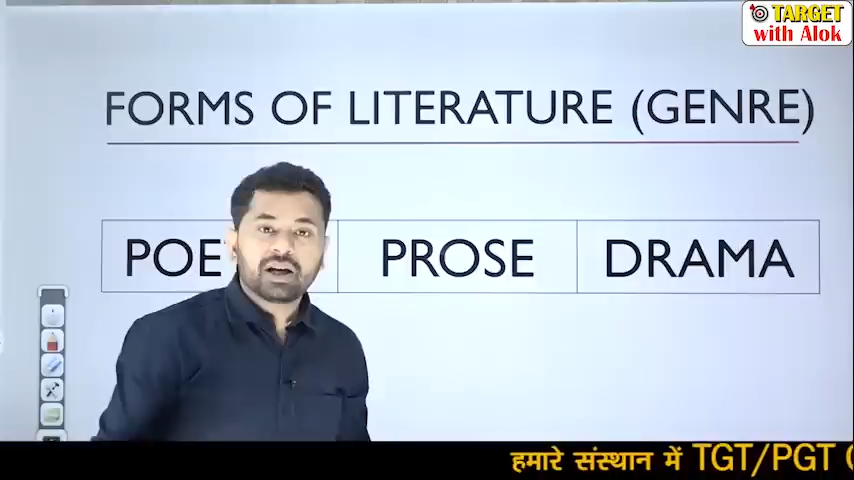 TARGET
with Alok
FORMS OF LITERATURE (GENRE)
PROSE DRAMA
हमारे संस्थान में TGT/PGT